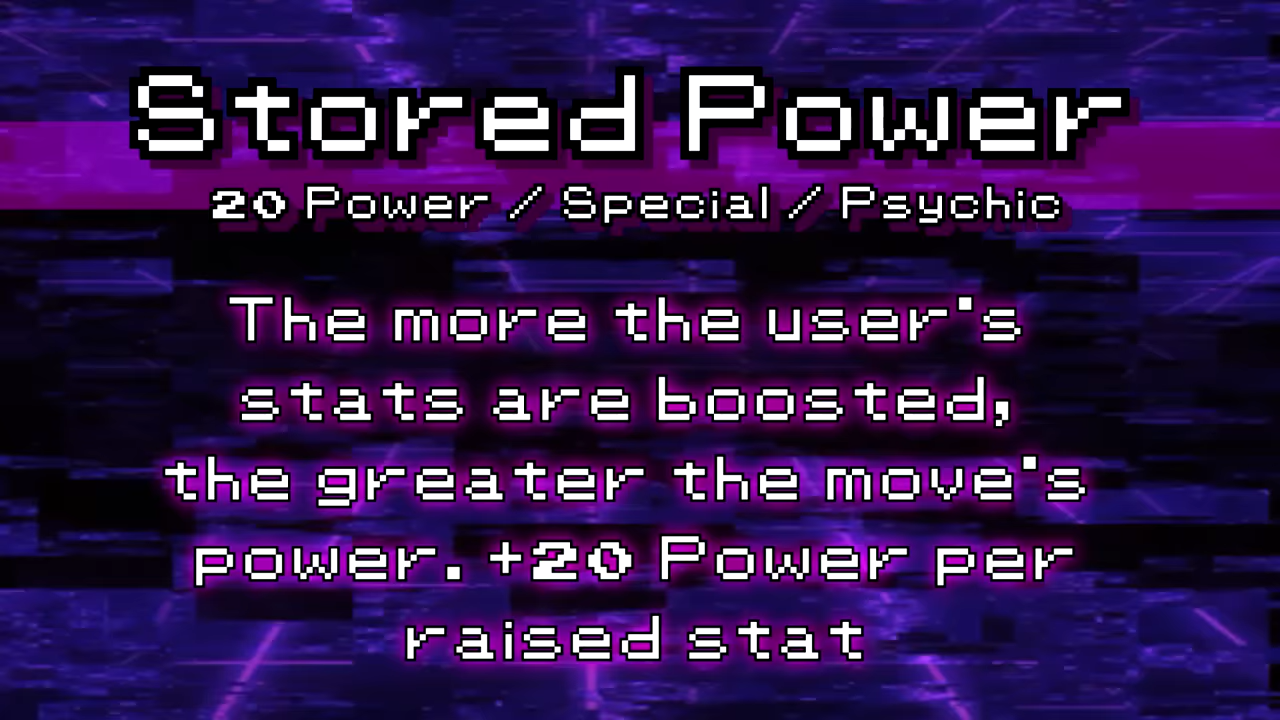 Stored Power
20 Power / Special / Psychic
The more the user's
stats are boosted,
the greater the move's
power. +20 Power per
raised stat